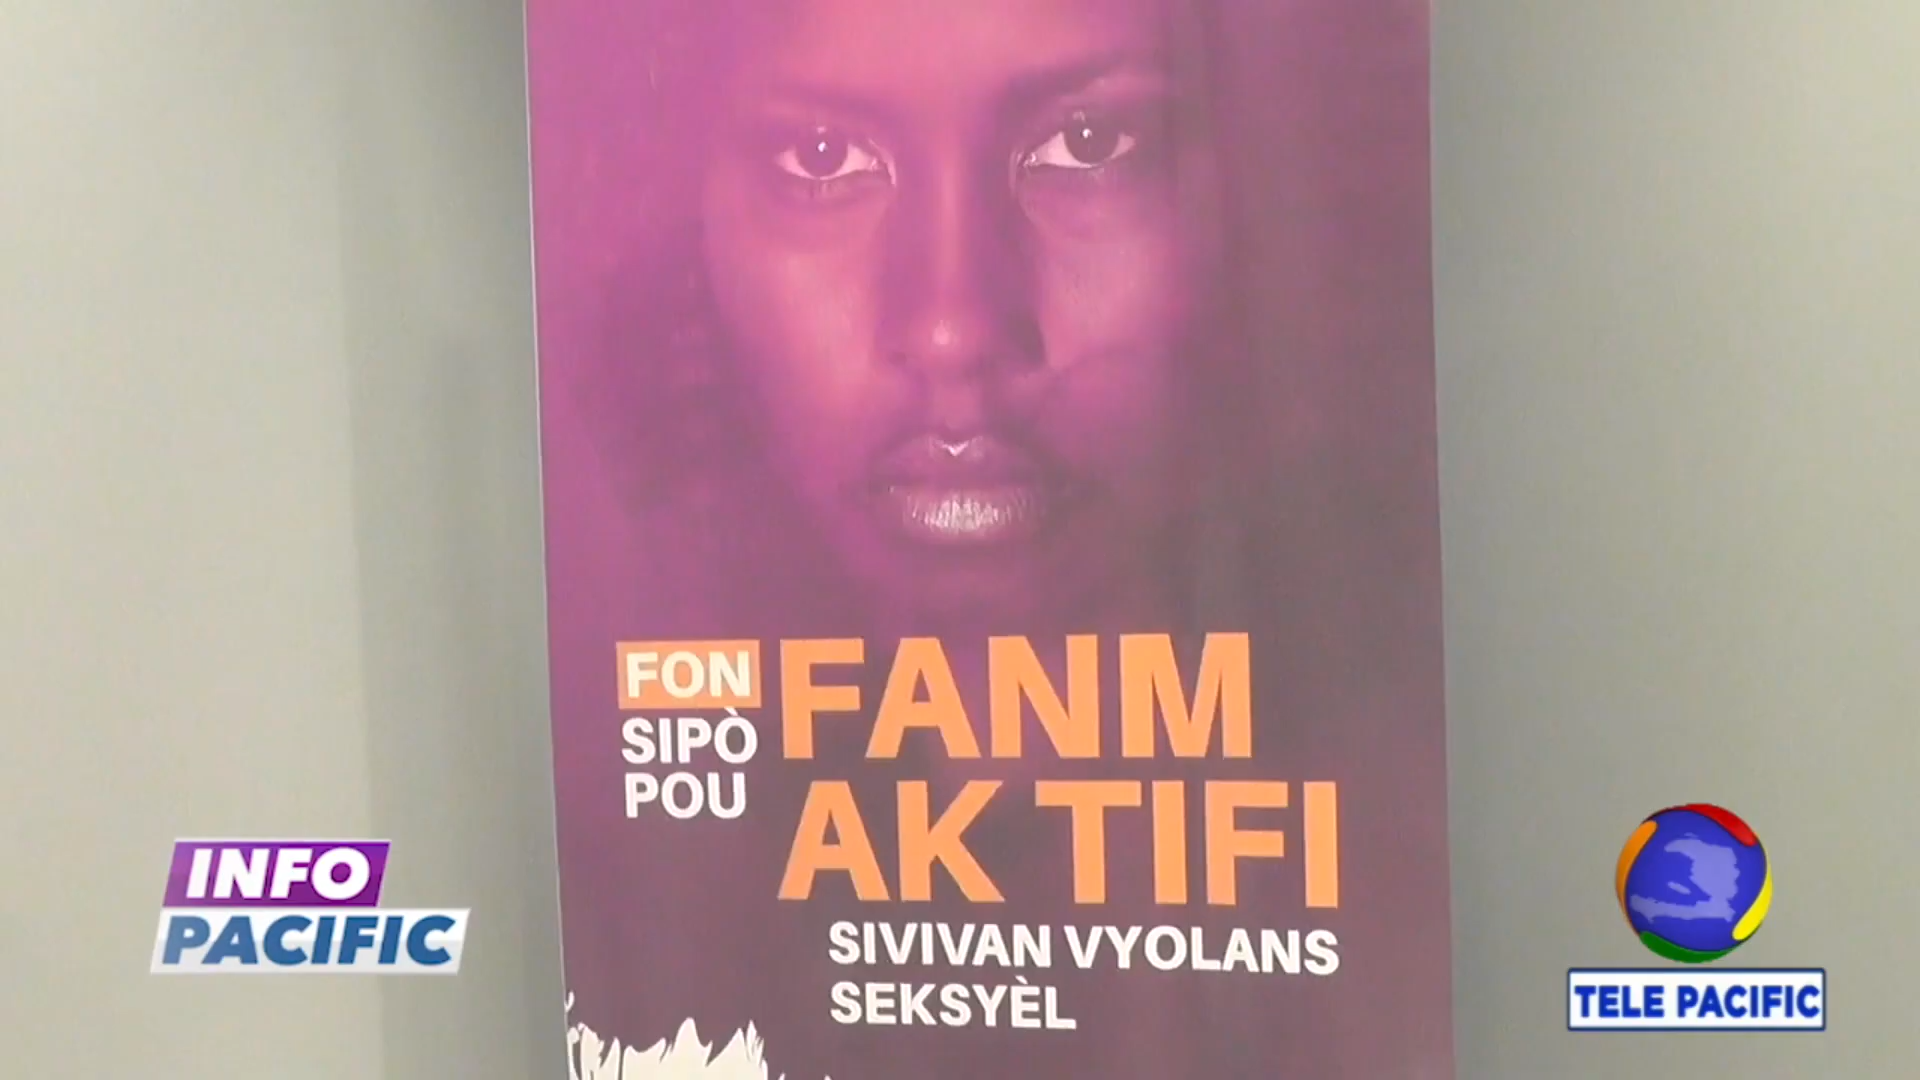 FON
SIPÒ
POU
FANM
AK TIFI
SIVIVAN VYOLANS
SEKSYÈL
INFO
PACIFIC
TELE PACIFIC